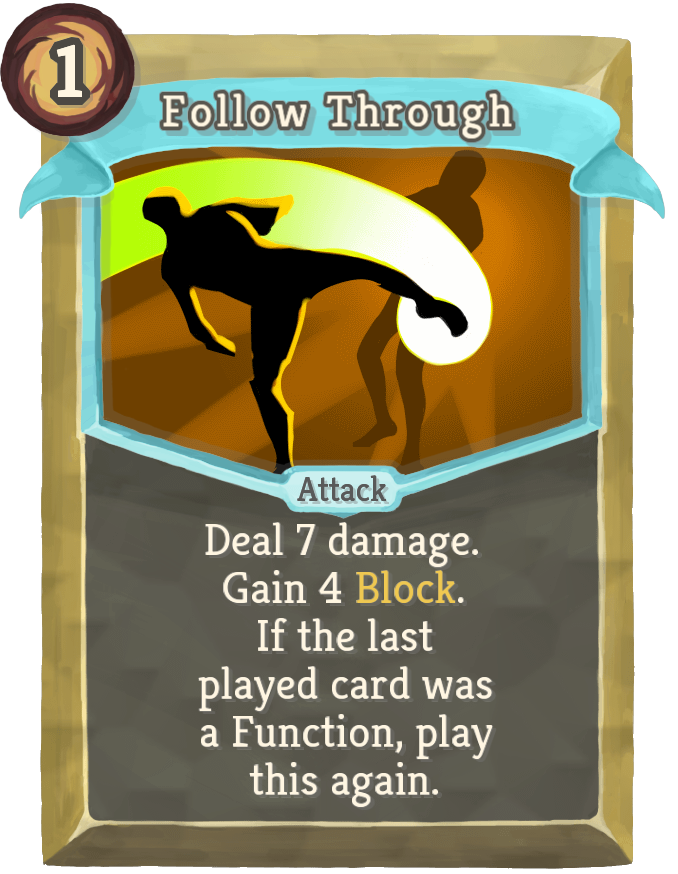 1
Follow Through
Attack
Deal 7 damage.
Gain 4 Block.
If the last
played card was
a Function, play
this again.